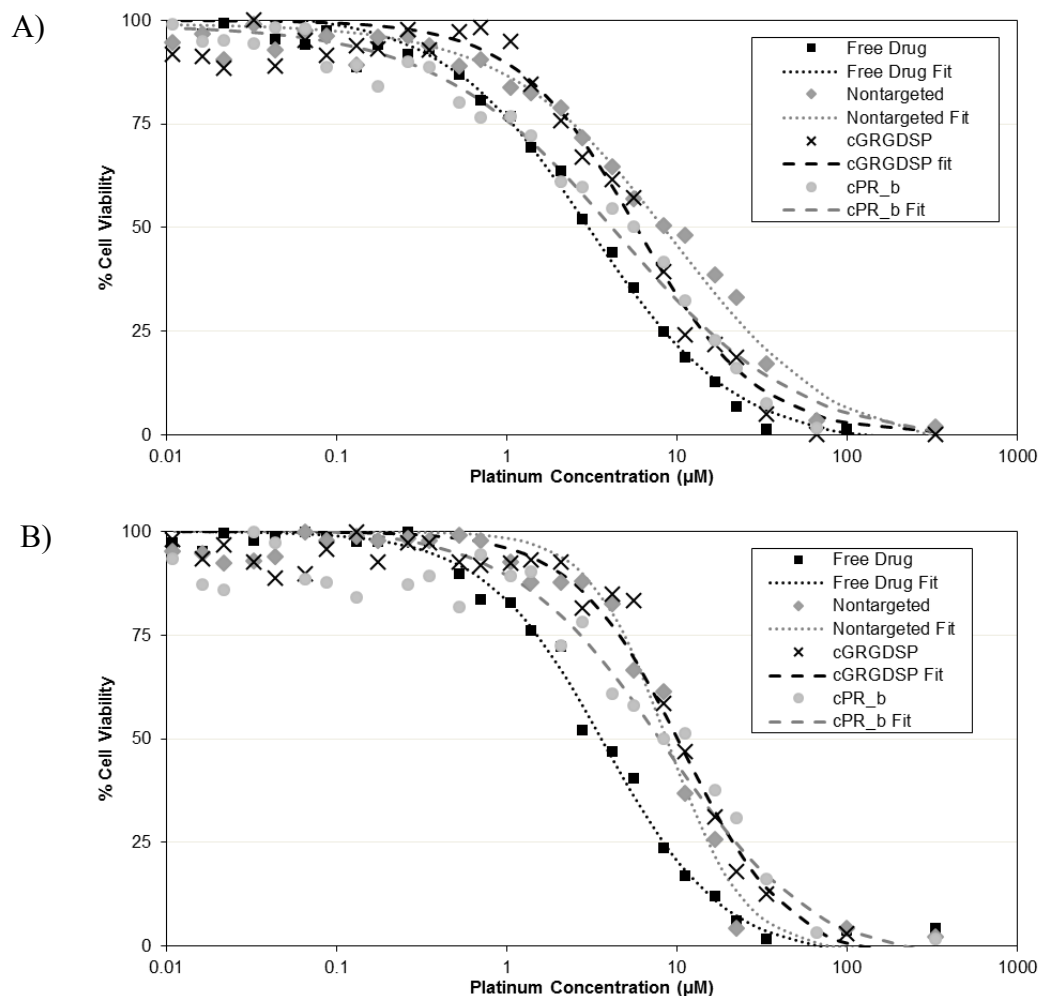 A)
100
75
50
25
0
% Cell Viability
0.01 0.1 1 10 100 1000
Platinum Concentration (µM)
Free Drug
Free Drug Fit
Nontargeted
Nontargeted Fit
cGRGDSP
cGRGDSP fit
cPR_b
cPR_b Fit
B)
100
75
50
25
0
% Cell Viability
0.01 0.1 1 10 100 1000
Platinum Concentration (µM)
Free Drug
Free Drug Fit
Nontargeted
Nontargeted Fit
cGRGDSP
cGRGDSP Fit
cPR_b
cPR_b Fit